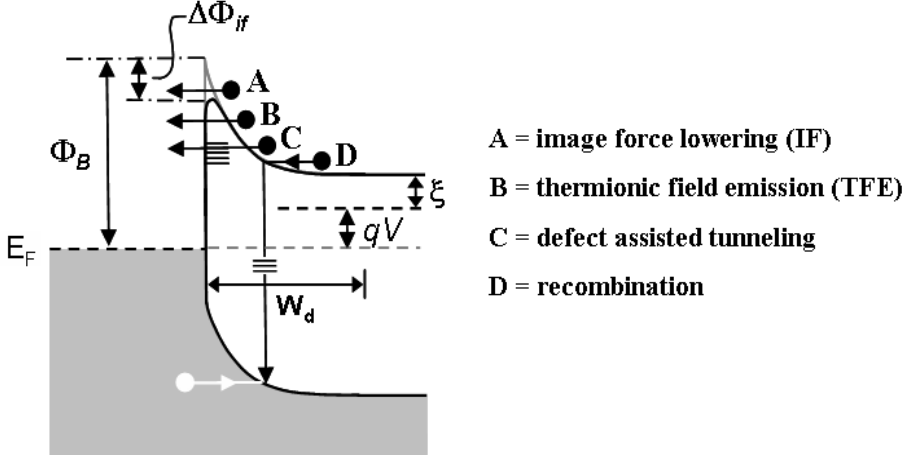 ΔΦif
A
B
C
D
ΦB
ξ
qV
EF
Wd
A = image force lowering (IF)
B = thermionic field emission (TFE)
C = defect assisted tunneling
D = recombination